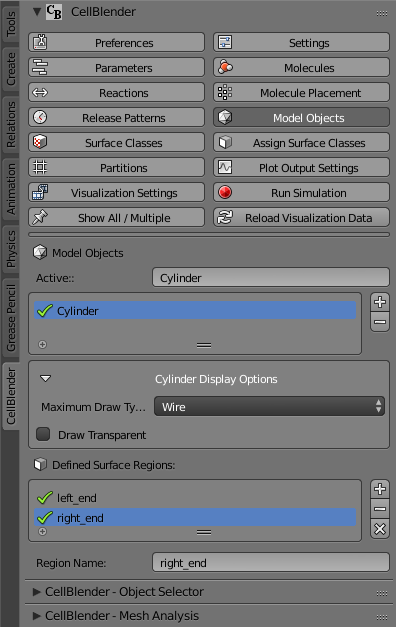 CellBlender
Tools
Create
Relations
Animation
Physics
Grease Pencil
CellBlender
Preferences
Settings
Parameters
Molecules
Reactions
Molecule Placement
Release Patterns
Model Objects
Surface Classes
Assign Surface Classes
Partitions
Plot Output Settings
Visualization Settings
Run Simulation
Show All / Multiple
Reload Visualization Data
Model Objects
Active:: Cylinder
Cylinder
Cylinder Display Options
Maximum Draw Ty... Wire
Draw Transparent
Defined Surface Regions:
left_end
right_end
Region Name: right_end
CellBlender - Object Selector
CellBlender - Mesh Analysis